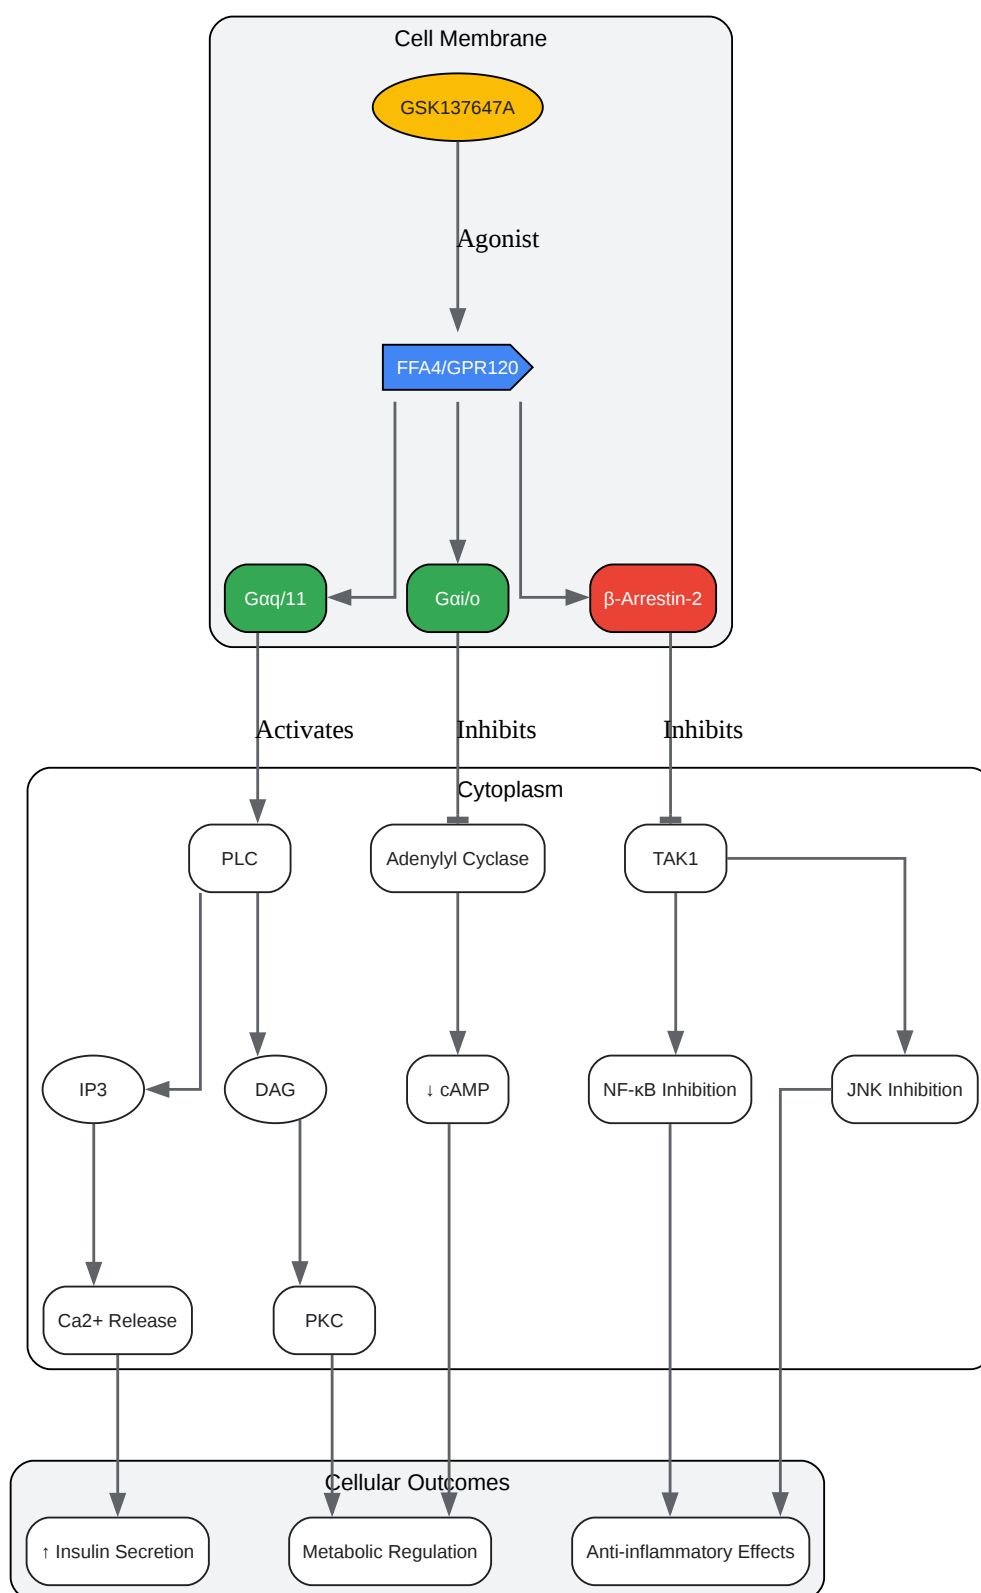 Cell Membrane
GSK137647A
Agonist
FFA4/GPR120
Gαq/11
Gαi/o
β-Arrestin-2
Activates
Inhibits
Inhibits
Cytoplasm
PLC
Adenylyl Cyclase
TAK1
IP3
DAG
↓ cAMP
NF-κB Inhibition
JNK Inhibition
Ca2+ Release
PKC
Cellular Outcomes
↑ Insulin Secretion
Metabolic Regulation
Anti-inflammatory Effects